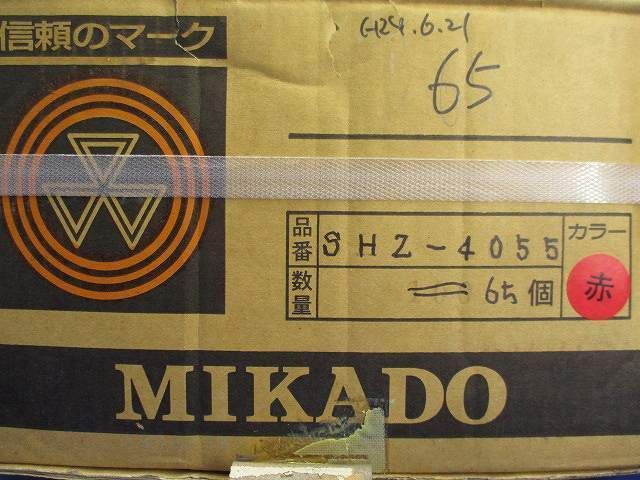 信頼のマーク
H24.6.21
65
品番 SHZ-4055
カラー
数量 65個
赤
MIKADO